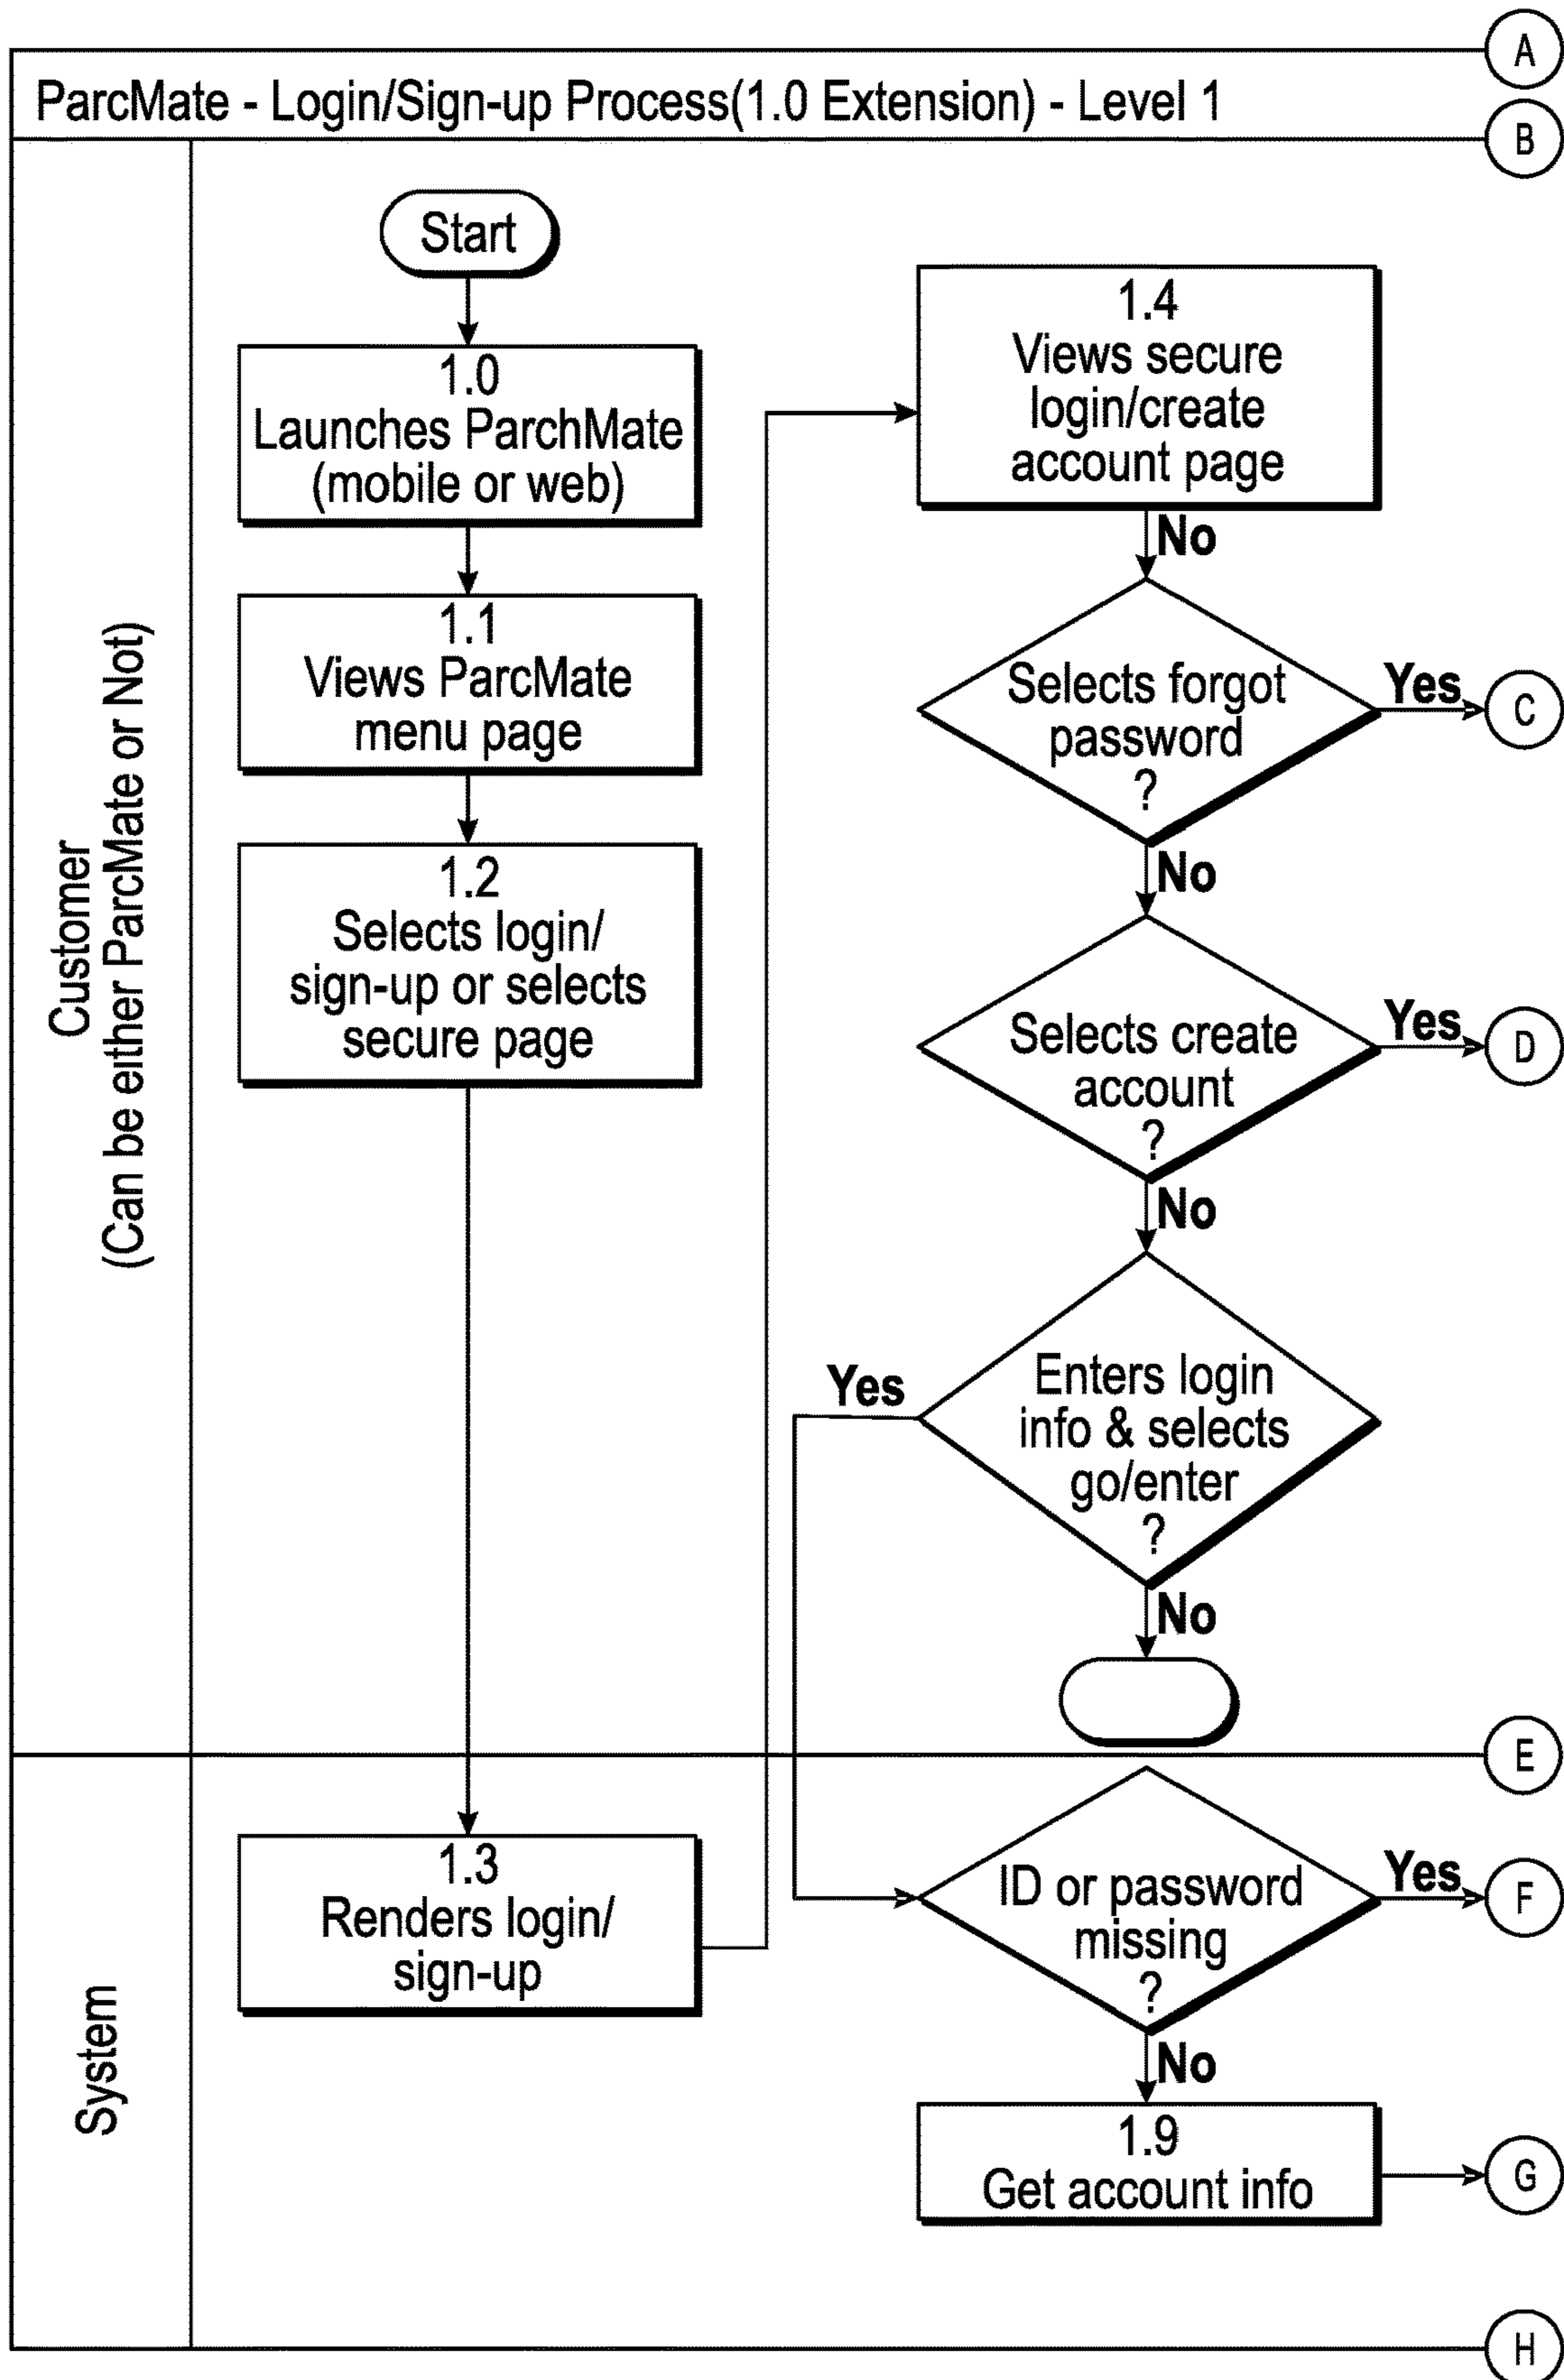 A
ParcMate - Login/Sign-up Process(1.0 Extension) - Level 1
B
Customer
(Can be either ParcMate or Not)
Start
1.0
Launches ParchMate
(mobile or web)
1.1
Views ParcMate
menu page
1.2
Selects login/
sign-up or selects
secure page
1.4
Views secure
login/create
account page
No
Selects forgot
password
?
Yes
C
No
Selects create
account
?
Yes
D
No
Enters login
info & selects
go/enter
?
Yes
No
E
System
1.3
Renders login/
sign-up
ID or password
missing
?
Yes
F
No
1.9
Get account info
G
H